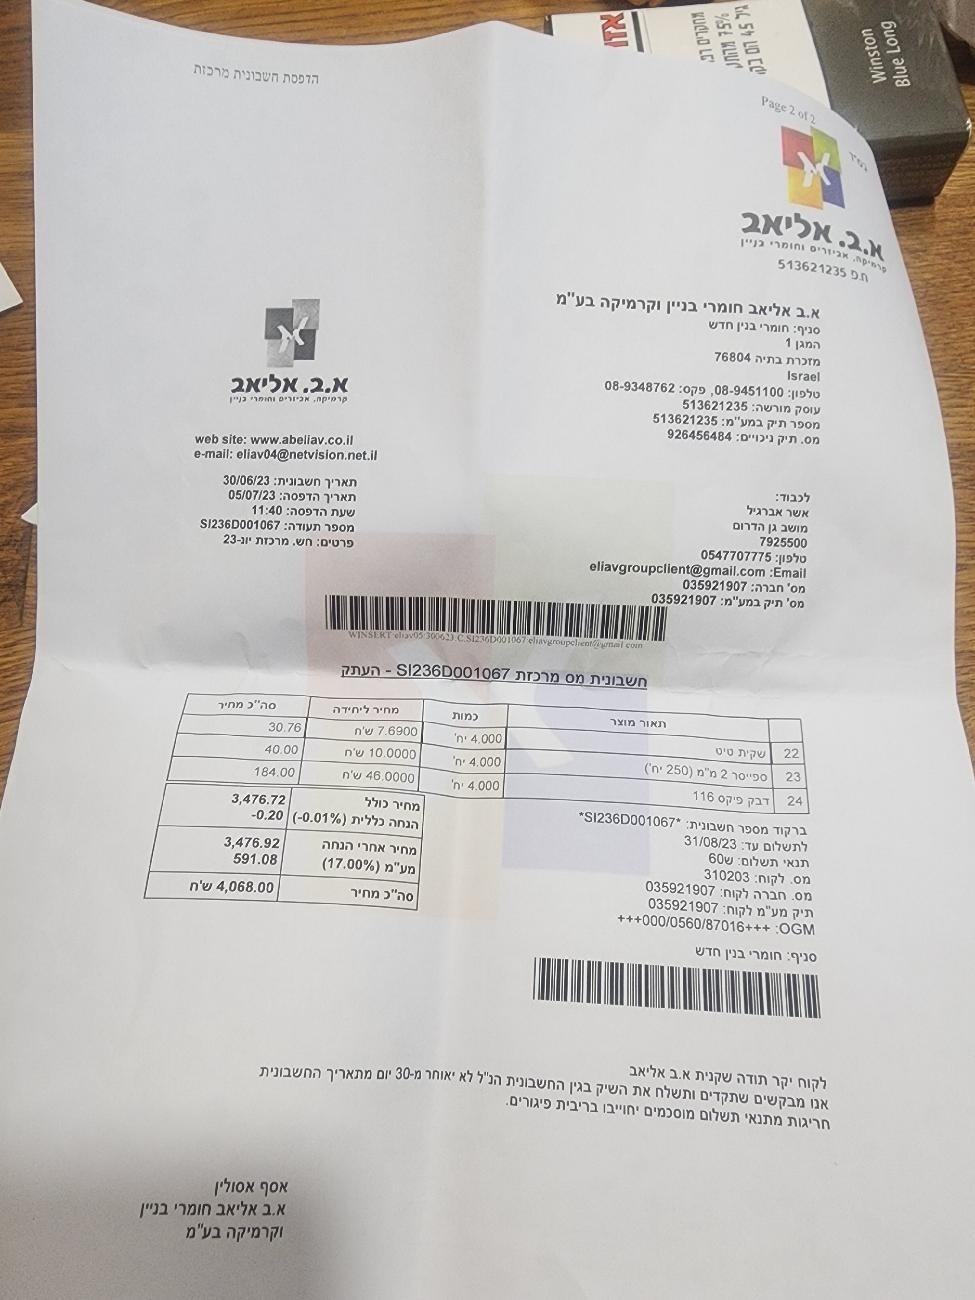 Winston
Blue Long
הדפסת חשבונית מרכזת
Page 2 of 2
א.ב. אליאב
קרמיקה, אביזרים וחומרי בניין
ח.פ 513621235
א.ב אליאב חומרי בניין וקרמיקה בע"מ
סניף: חומרי בנין חדש
המגן 1
מזכרת בתיה 76804
Israel
טלפון: 08-9451100, פקס: 08-9348762
עוסק מורשה: 513621235
מספר תיק במע"מ: 513621235
מס. תיק ניכויים: 926456484
א.ב. אליאב
קרמיקה, אביזרים וחומרי בניין
web site: www.abeliav.co.il
e-mail: eliav04@netvision.net.il
תאריך חשבונית: 30/06/23
תאריך הדפסה: 05/07/23
שעת הדפסה: 11:40
מספר תעודה: SI236D001067
פרטים: חש. מרכזת יונ-23
לכבוד:
אשר אברגיל
מושב גן הדרום
7925500
טלפון: 0547707775
Email: eliavgroupclient@gmail.com
מס' חברה: 035921907
מס' תיק במע"מ: 035921907
WINSERT:eliav05:300623.C.SI236D001067:eliavgroupclient@gmail.com
חשבונית מס מרכזת SI236D001067 - העתק
תאור מוצר כמות מחיר ליחידה סה"כ מחיר
22 שקית טיט 4.000 יח' 7.6900 ש'ח 30.76
23 ספייסר 2 מ"מ (250 יח') 4.000 יח' 10.0000 ש'ח 40.00
24 דבק פיקס 116 4.000 יח' 46.0000 ש'ח 184.00
מחיר כולל 3,476.72
הנחה כללית (-0.01%) -0.20
מחיר אחרי הנחה 3,476.92
מע"מ (17.00%) 591.08
סה"כ מחיר 4,068.00 ש'ח
ברקוד מספר חשבונית: *SI236D001067*
לתשלום עד: 31/08/23
תנאי תשלום: ש60
מס. לקוח: 310203
מס. חברה לקוח: 035921907
תיק מע"מ לקוח: 035921907
OGM: +++000/0560/87016+++
סניף: חומרי בנין חדש
לקוח יקר תודה שקנית א.ב אליאב
אנו מבקשים שתקדים ותשלח את השיק בגין החשבונית הנ"ל לא יאוחר מ-30 יום מתאריך החשבונית
חריגות מתנאי תשלום מוסכמים יחוייבו בריבית פיגורים.
אסף אסולין
א.ב אליאב חומרי בניין
וקרמיקה בע"מ